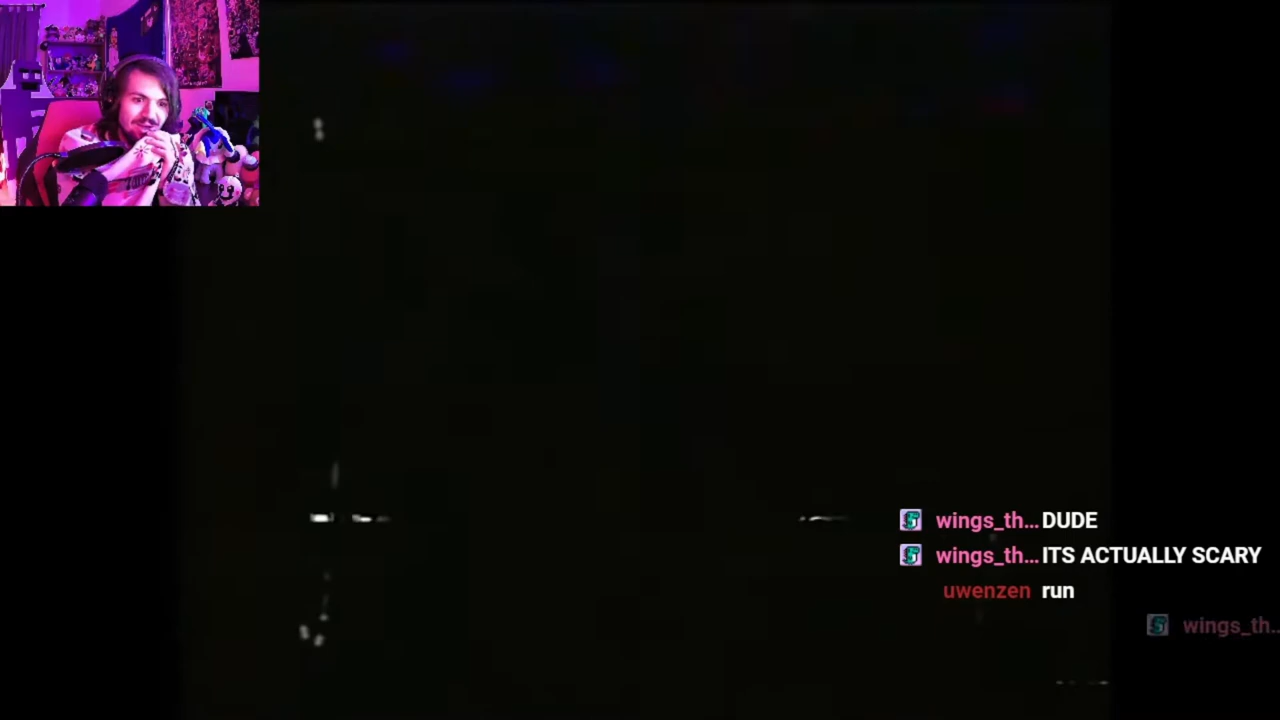 wings_th... DUDE
wings_th... ITS ACTUALLY SCARY
uwenzen run
wings_th...